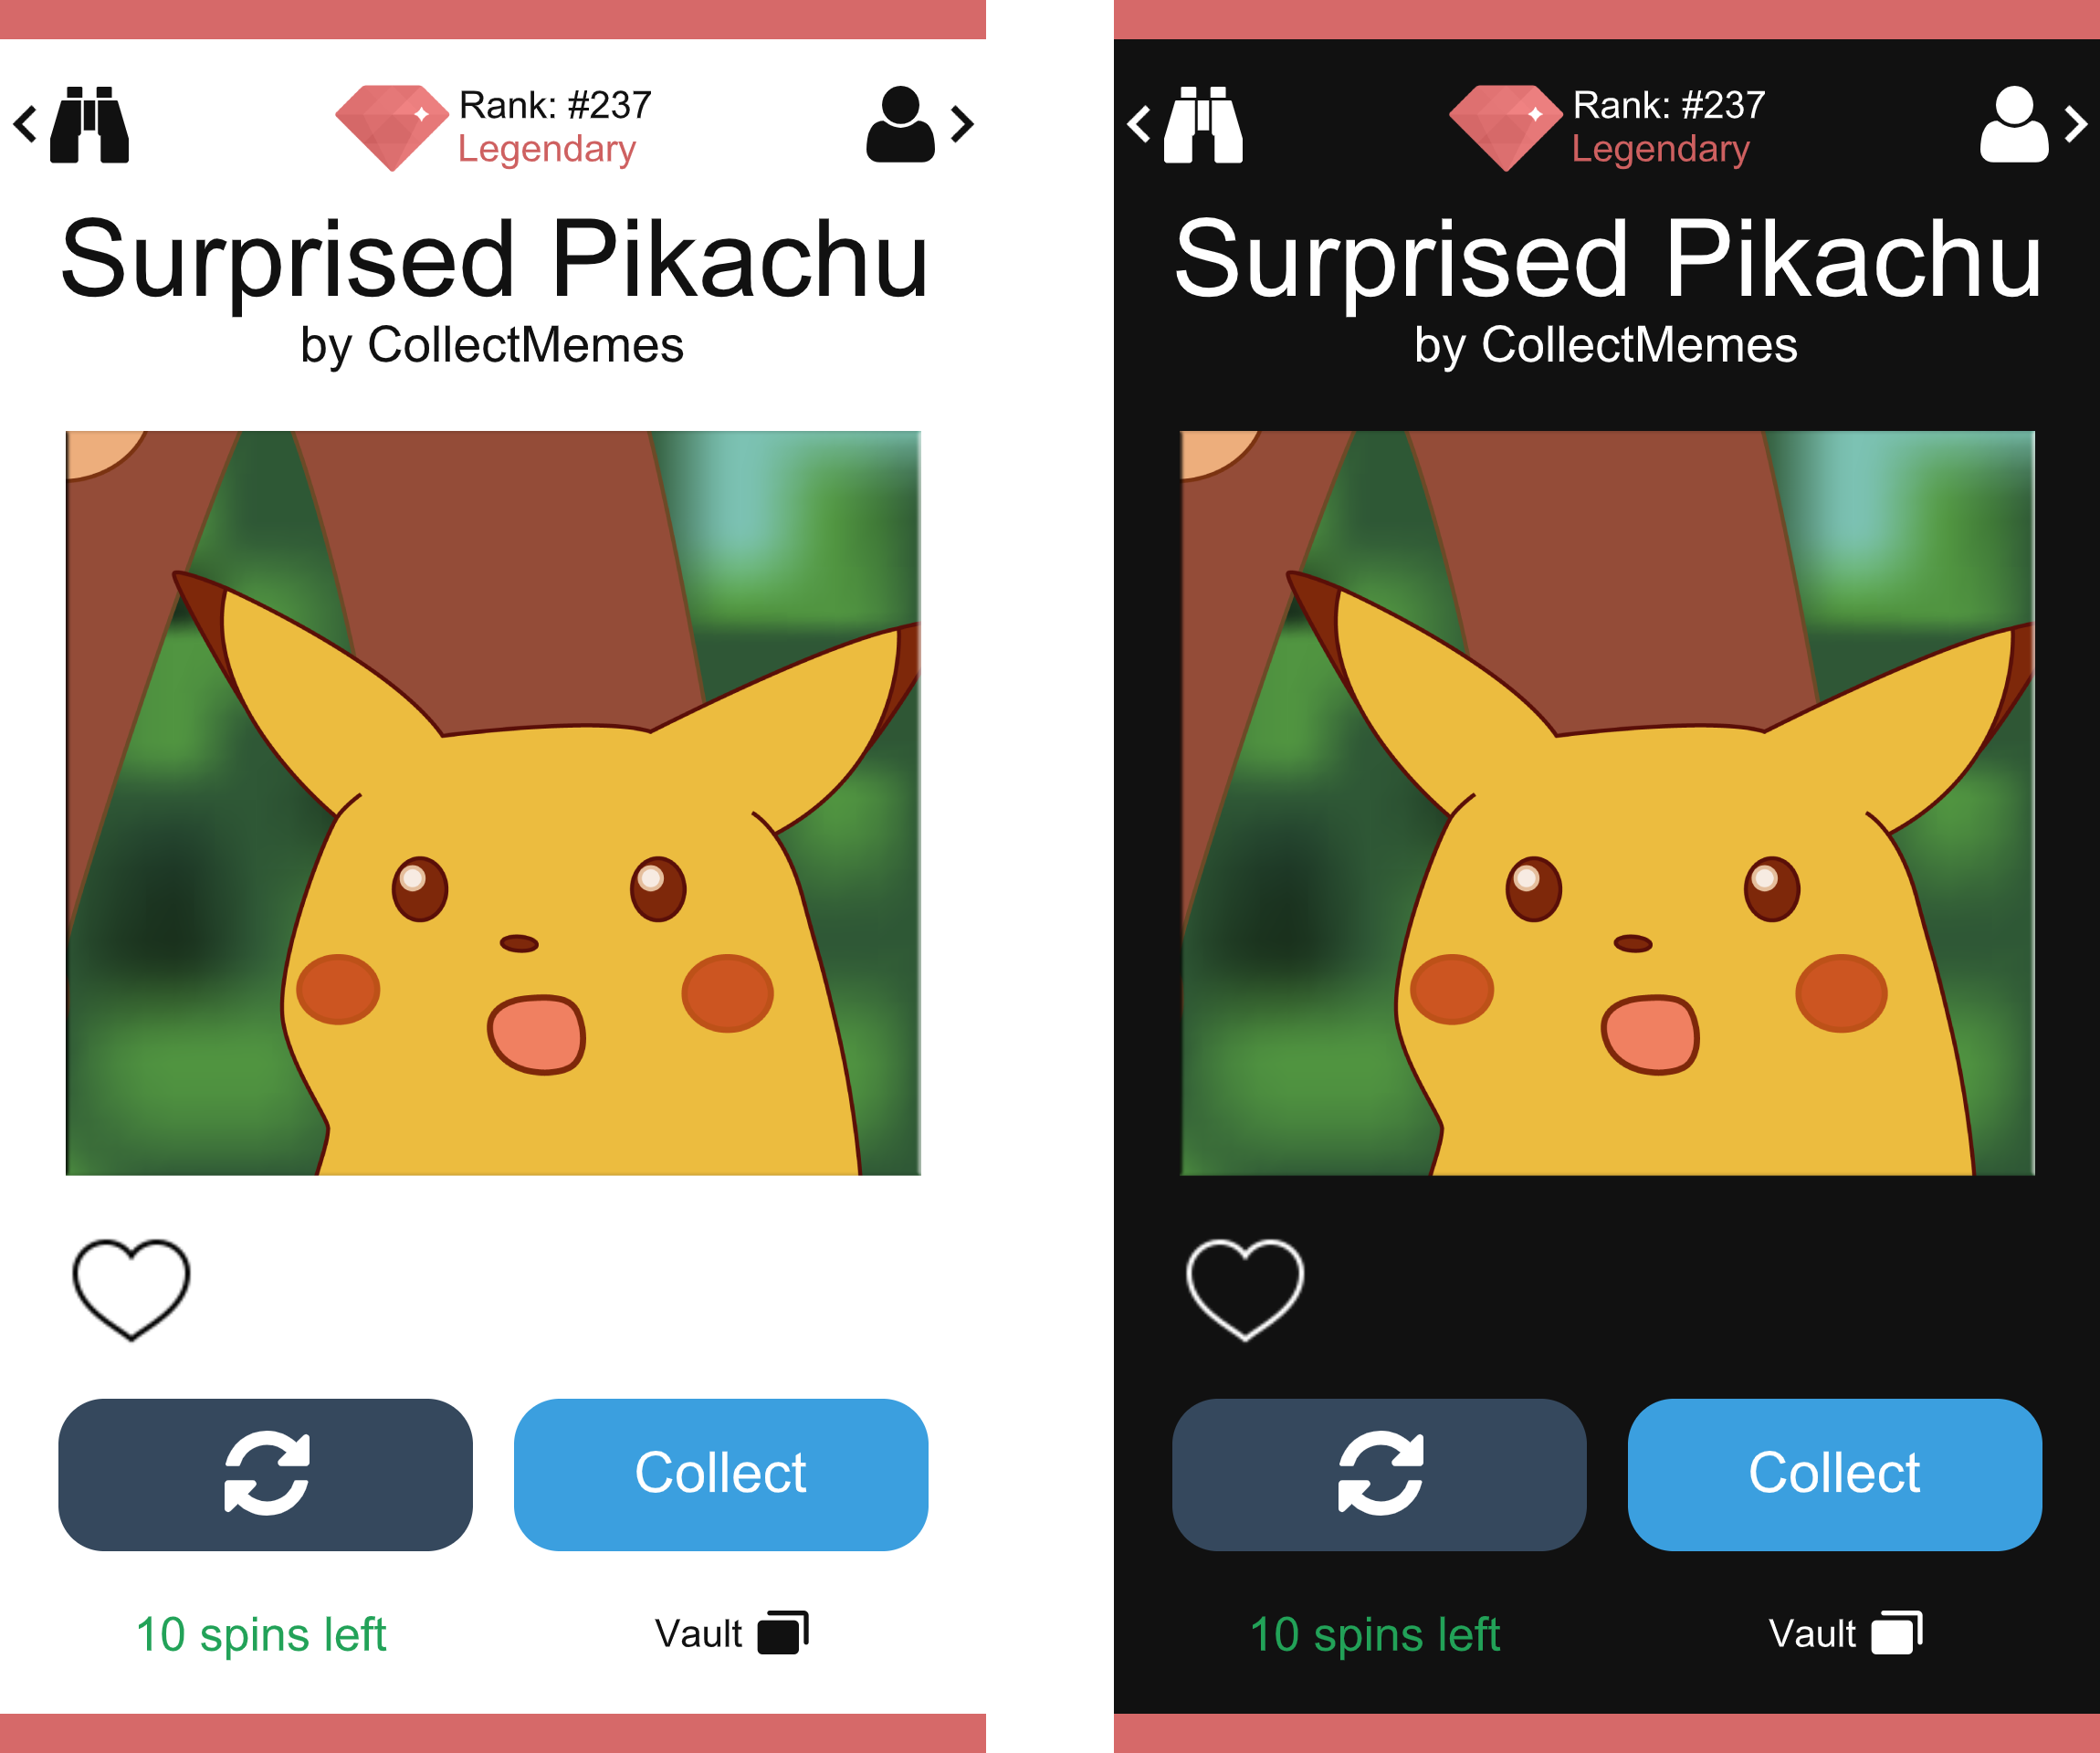 Rank: #237
Legendary
Surprised Pikachu
by CollectMemes
Collect
10 spins left
Vault
Rank: #237
Legendary
Surprised Pikachu
by CollectMemes
Collect
10 spins left
Vault